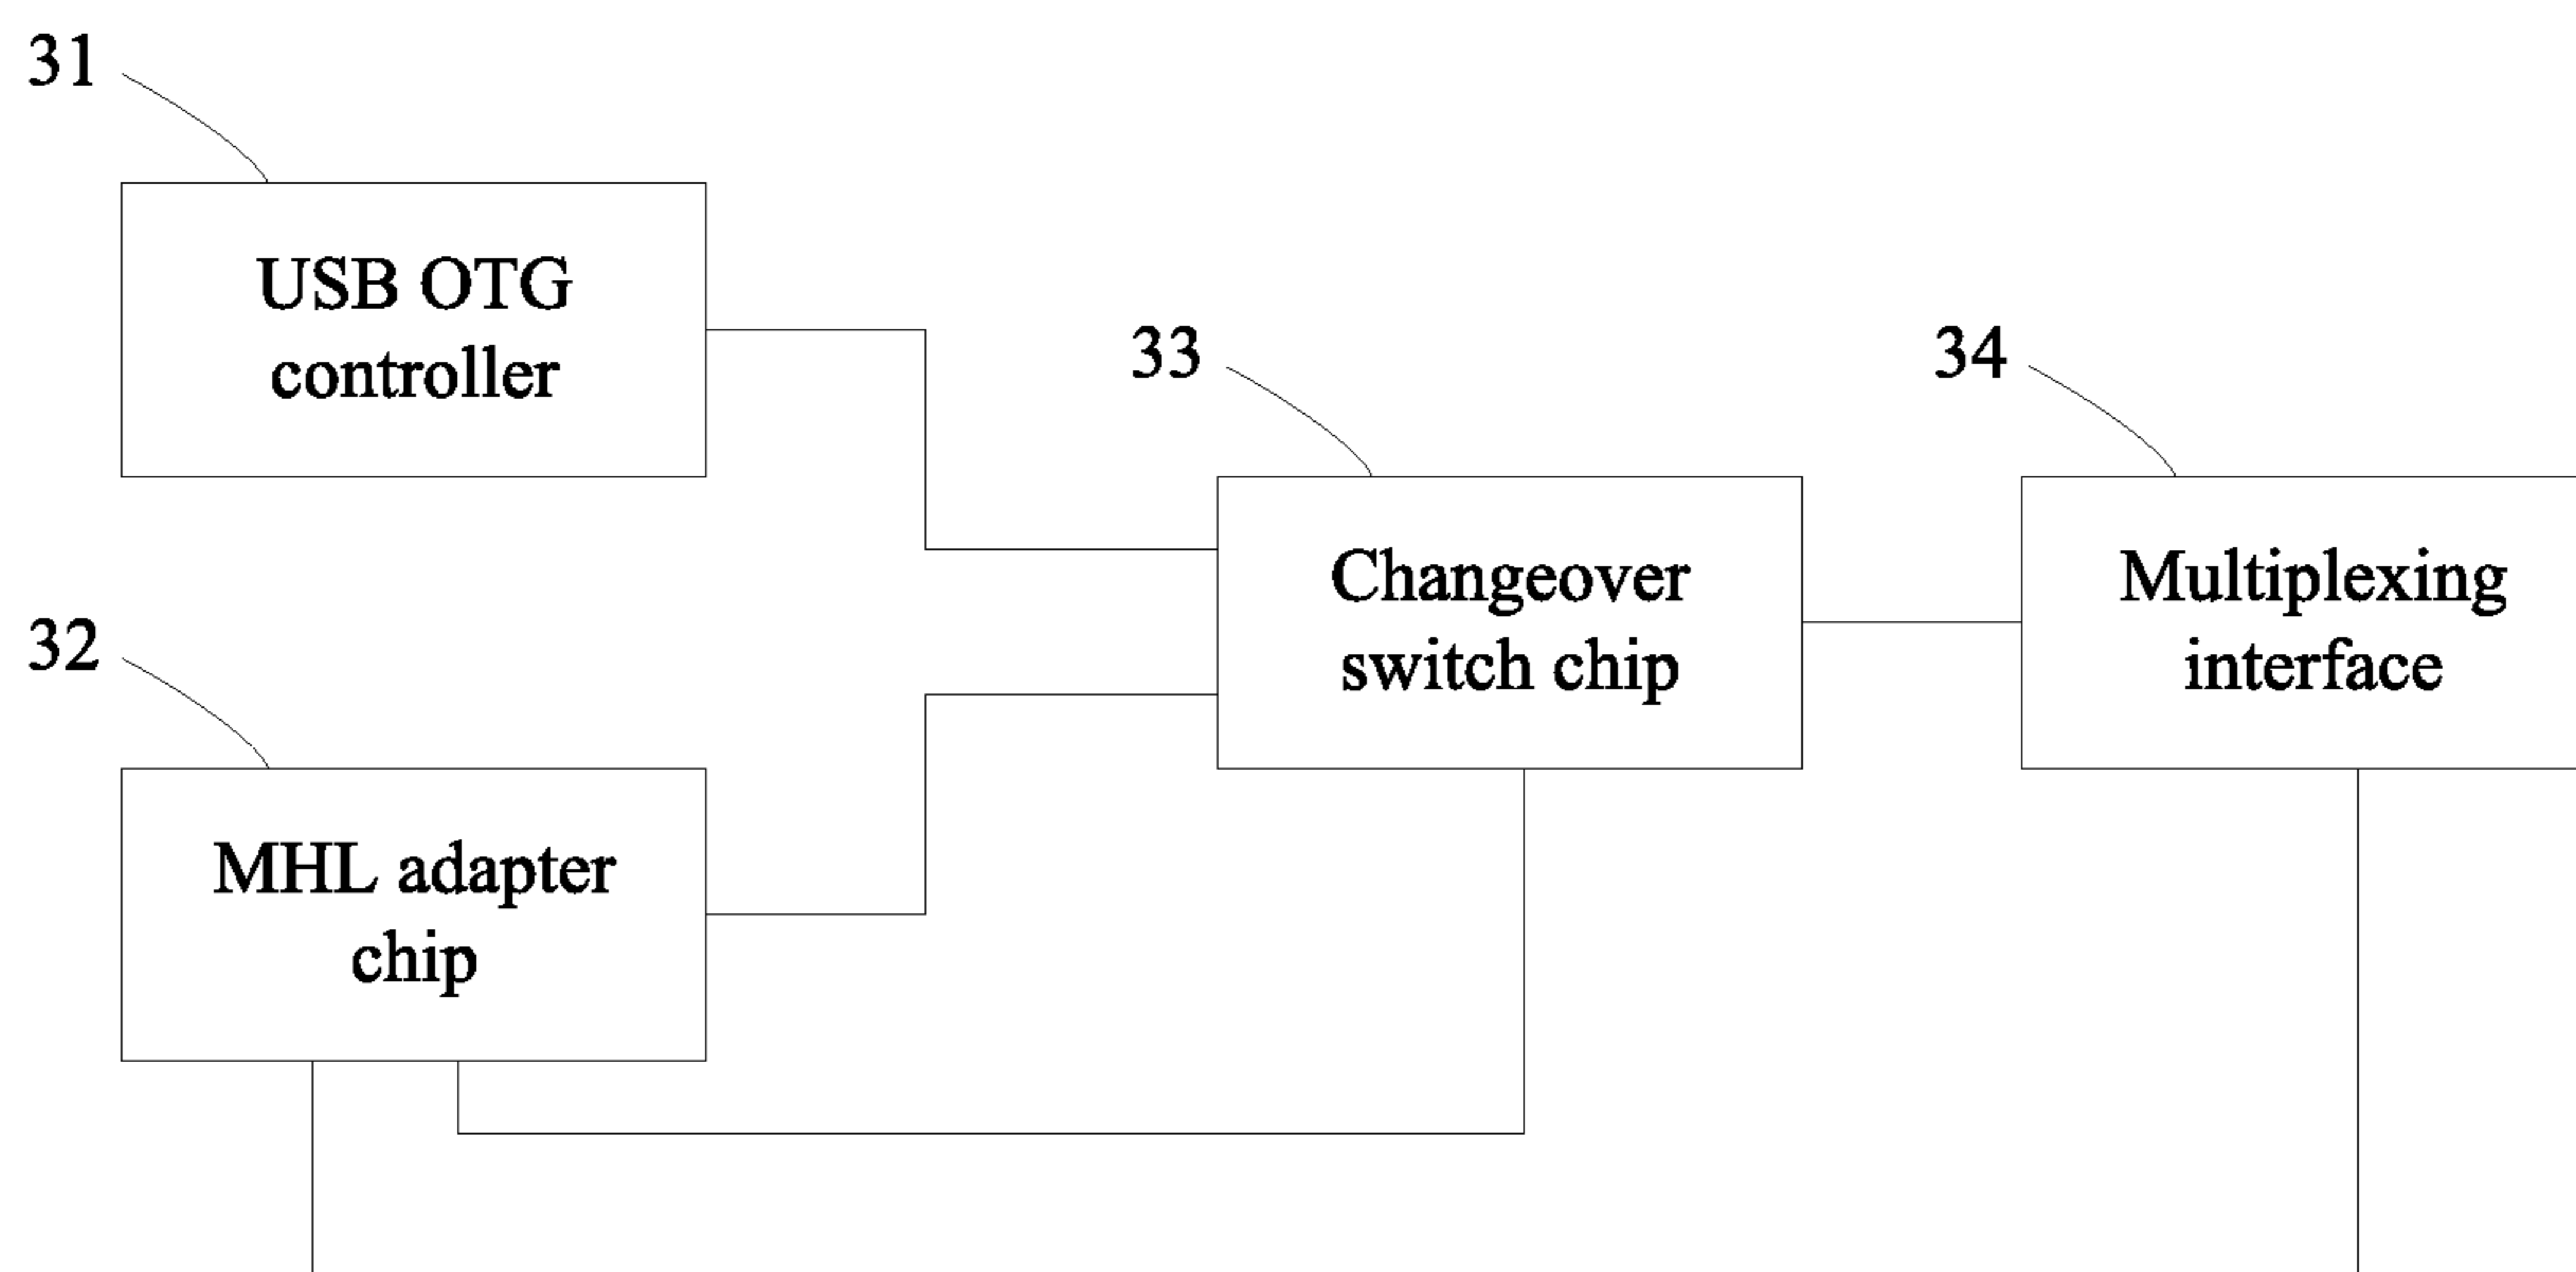 31
USB OTG
controller
33
34
Changeover
switch chip
Multiplexing
interface
32
MHL adapter
chip